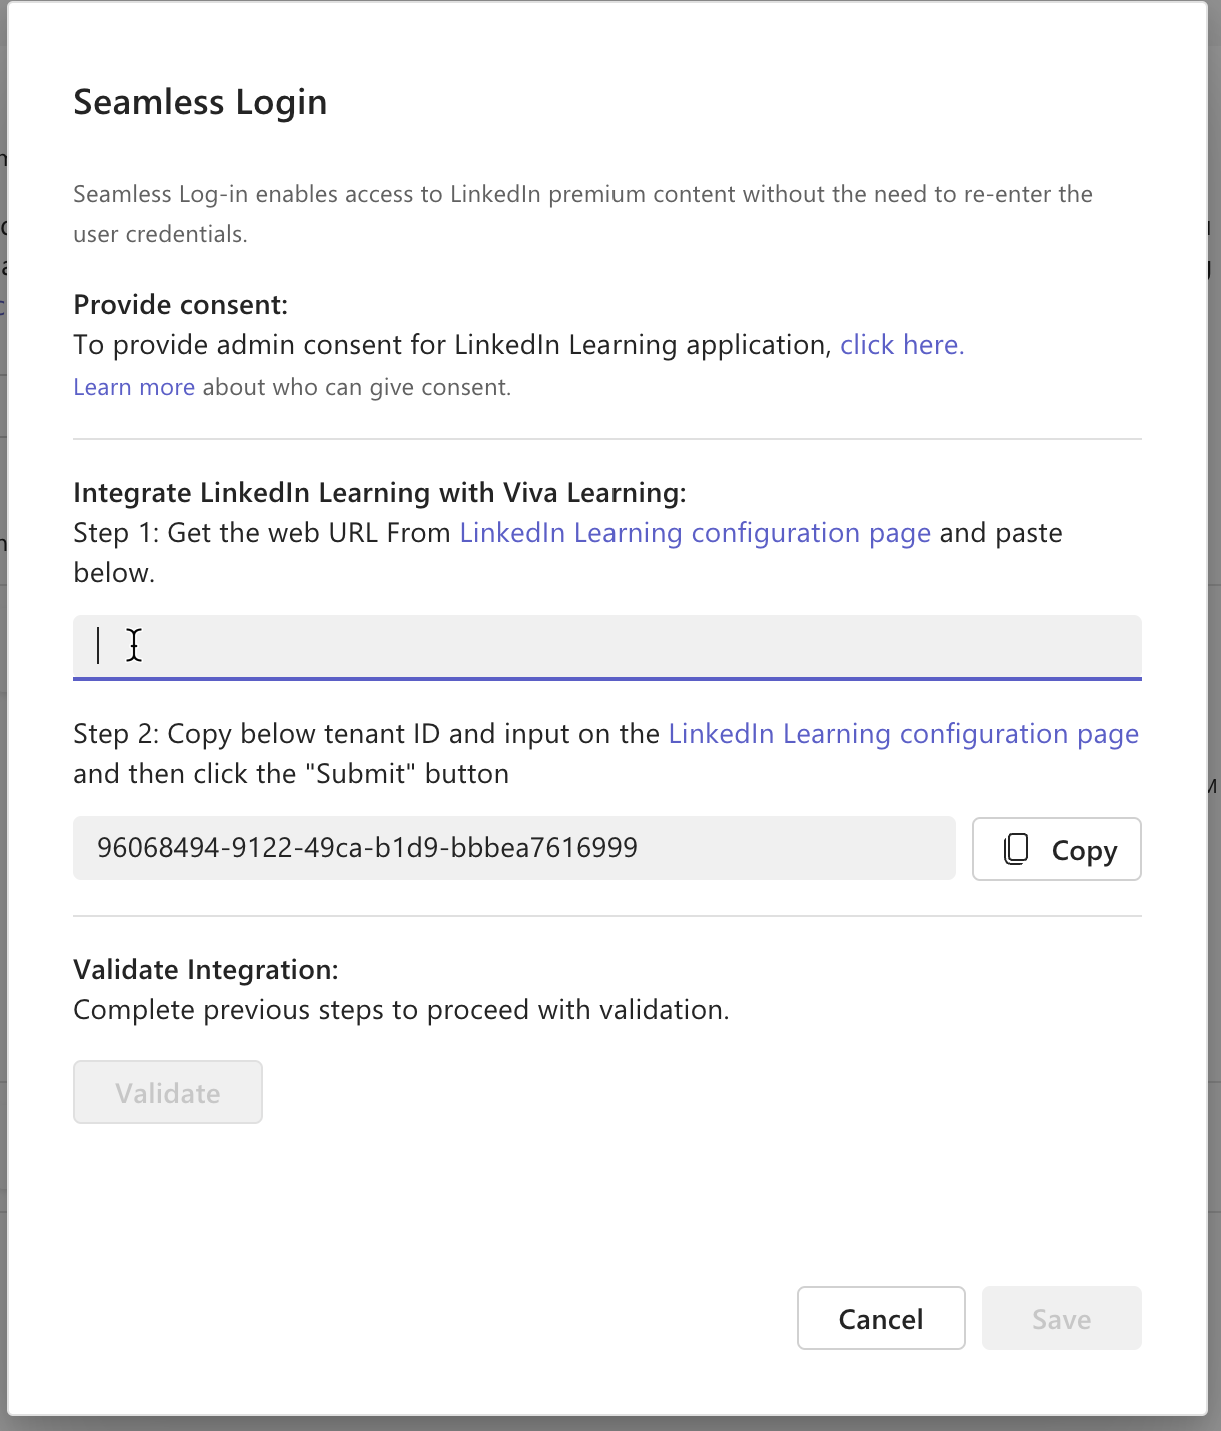 Seamless Login
Seamless Log-in enables access to LinkedIn premium content without the need to re-enter the
user credentials.
Provide consent:
To provide admin consent for LinkedIn Learning application, click here.
Learn more about who can give consent.
Integrate LinkedIn Learning with Viva Learning:
Step 1: Get the web URL From LinkedIn Learning configuration page and paste
below.
Step 2: Copy below tenant ID and input on the LinkedIn Learning configuration page
and then click the "Submit" button
96068494-9122-49ca-b1d9-bbbea7616999
Copy
Validate Integration:
Complete previous steps to proceed with validation.
Validate
Cancel
Save